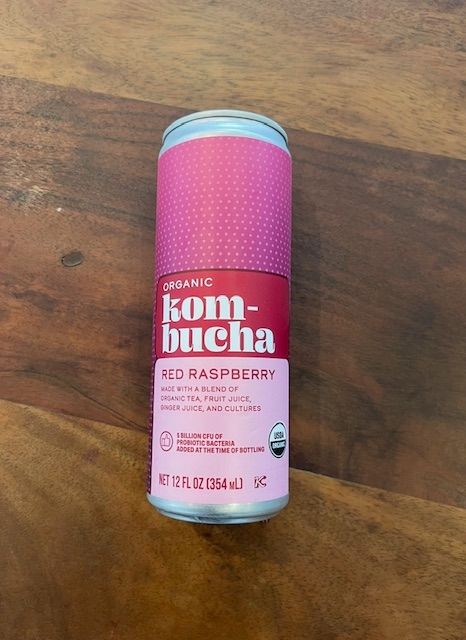 ORGANIC
kom-
bucha
RED RASPBERRY
MADE WITH A BLEND OF
ORGANIC TEA, FRUIT JUICE,
GINGER JUICE, AND CULTURES
5 BILLION CFU OF
PROBIOTIC BACTERIA
ADDED AT THE TIME OF BOTTLING
USDA
ORGANIC
NET 12 FL OZ (354 mL)